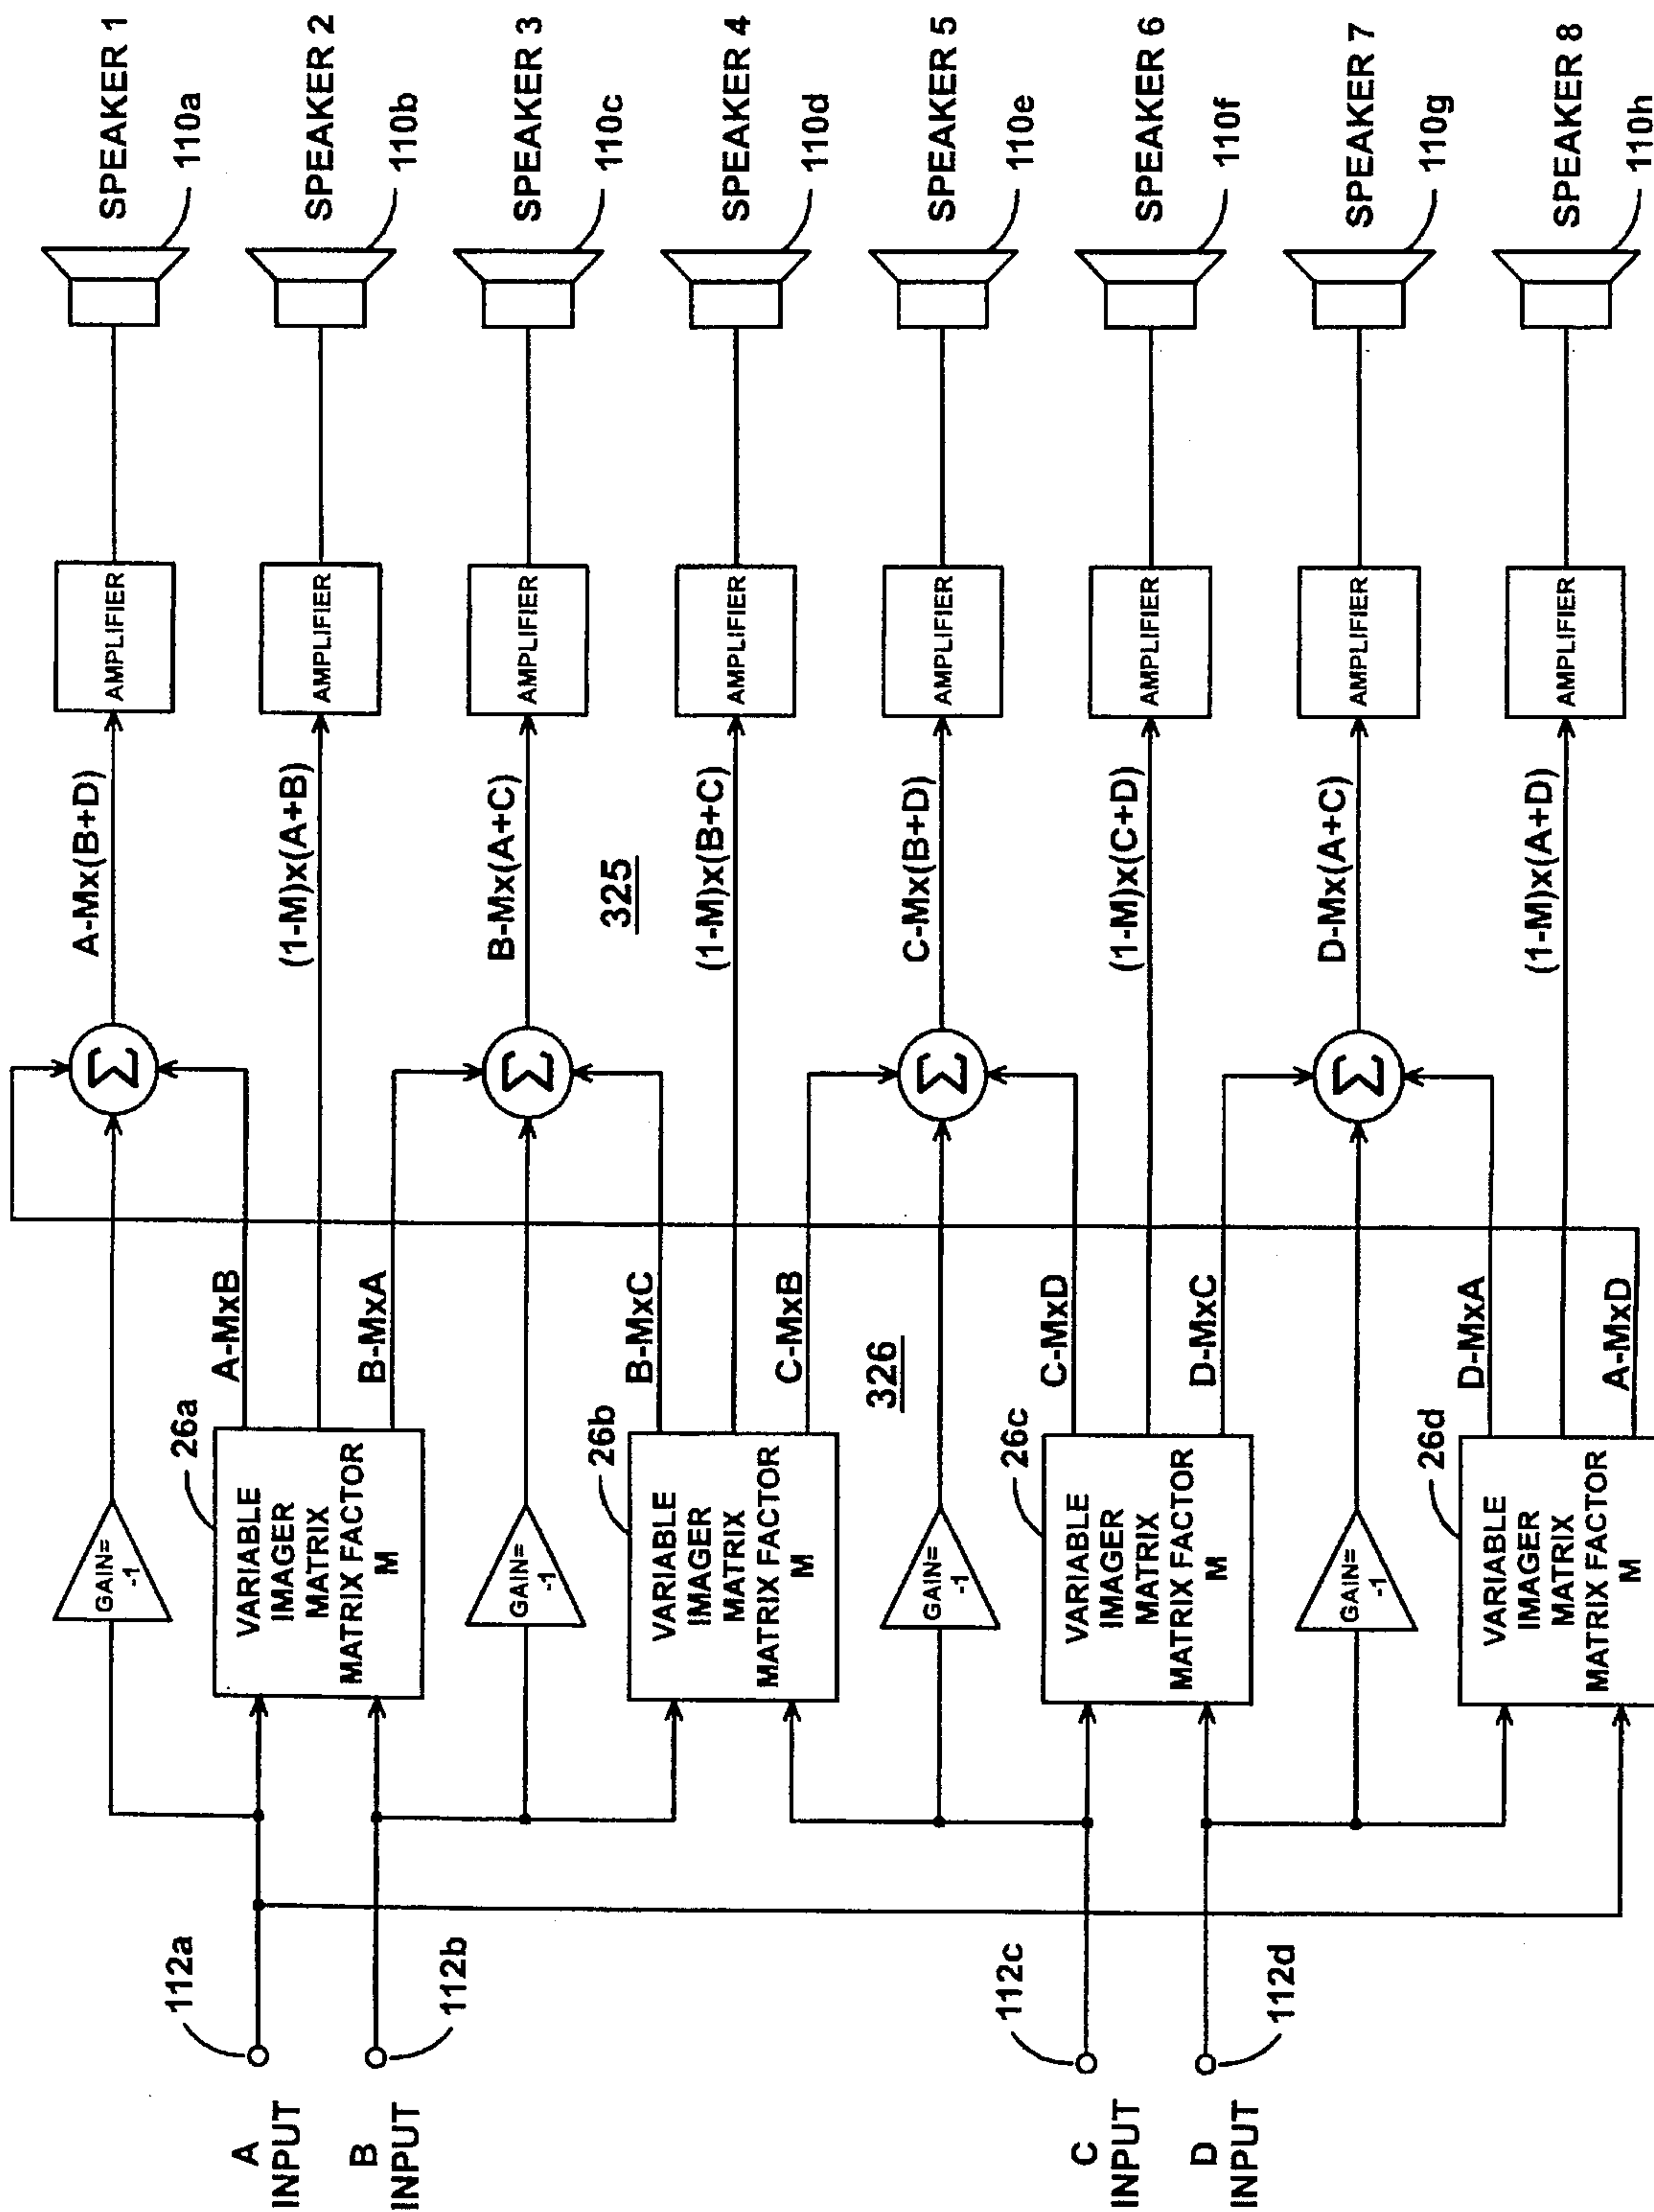 SPEAKER 1
110a
SPEAKER 2
110b
SPEAKER 3
110c
SPEAKER 4
110d
SPEAKER 5
110e
SPEAKER 6
110f
SPEAKER 7
110g
SPEAKER 8
110h
AMPLIFIER
AMPLIFIER
AMPLIFIER
AMPLIFIER
AMPLIFIER
AMPLIFIER
AMPLIFIER
AMPLIFIER
A-Mx(B+D)
(1-M)x(A+B)
B-Mx(A+C)
325
(1-M)x(B+C)
C-Mx(B+D)
(1-M)x(C+D)
D-Mx(A+C)
(1-M)x(A+D)
Σ
Σ
Σ
Σ
A-MxB
B-MxA
B-MxC
C-MxB
326
C-MxD
D-MxC
D-MxA
A-MxD
GAIN=
-1
26a
VARIABLE
IMAGER
MATRIX
MATRIX FACTOR
M
GAIN=
-1
26b
VARIABLE
IMAGER
MATRIX
MATRIX FACTOR
M
GAIN=
-1
26c
VARIABLE
IMAGER
MATRIX
MATRIX FACTOR
M
GAIN=
-1
26d
VARIABLE
IMAGER
MATRIX
MATRIX FACTOR
M
112a
A
INPUT
112b
B
INPUT
112c
C
INPUT
112d
D
INPUT